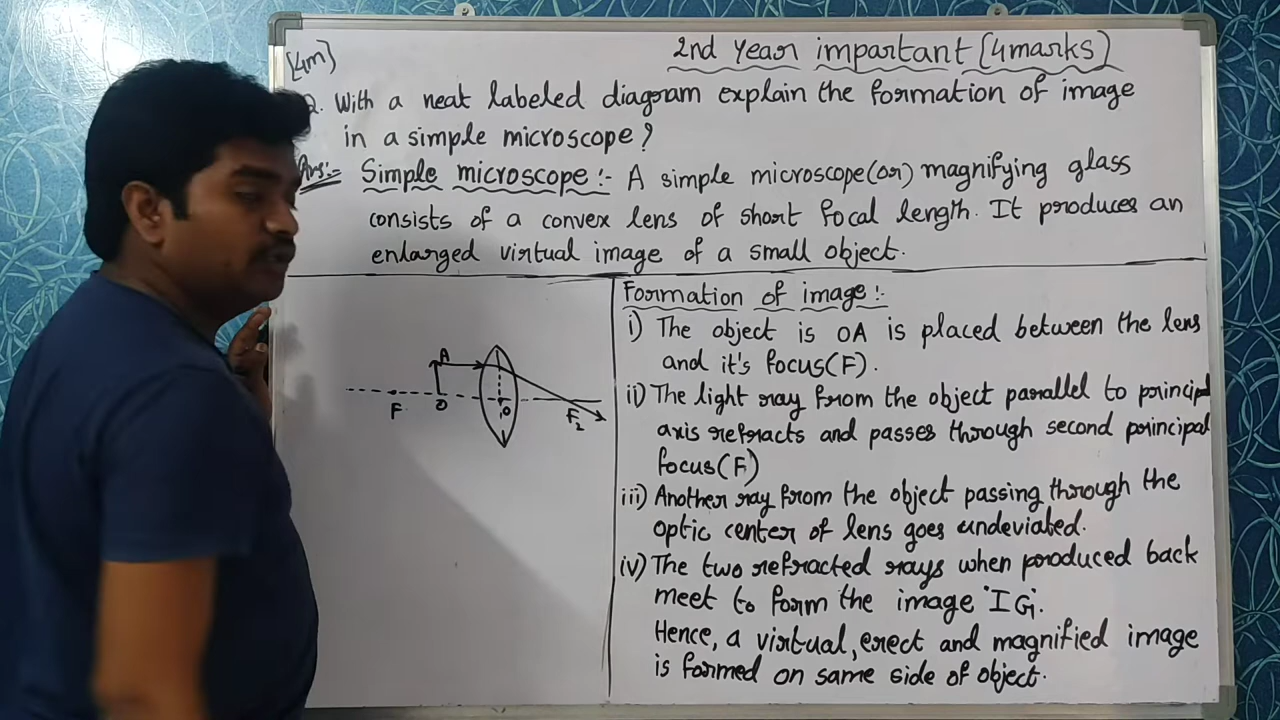 [4m]
2nd Year important [4marks]
Q. With a neat labeled diagram explain the formation of image
in a simple microscope?
Ans:- Simple microscope:- A simple microscope(or) magnifying glass
consists of a convex lens of short focal length. It produces an
enlarged virtual image of a small object.
A
F O O F2
Formation of image:-
i) The object is OA is placed between the lens
and it's focus(F).
ii) The light ray from the object parallel to princip
axis refracts and passes through second principal
focus(F)
iii) Another ray from the object passing through the
optic center of lens goes undeviated.
iv) The two refracted rays when produced back
meet to form the image 'IG'.
Hence, a virtual, erect and magnified image
is formed on same side of object.